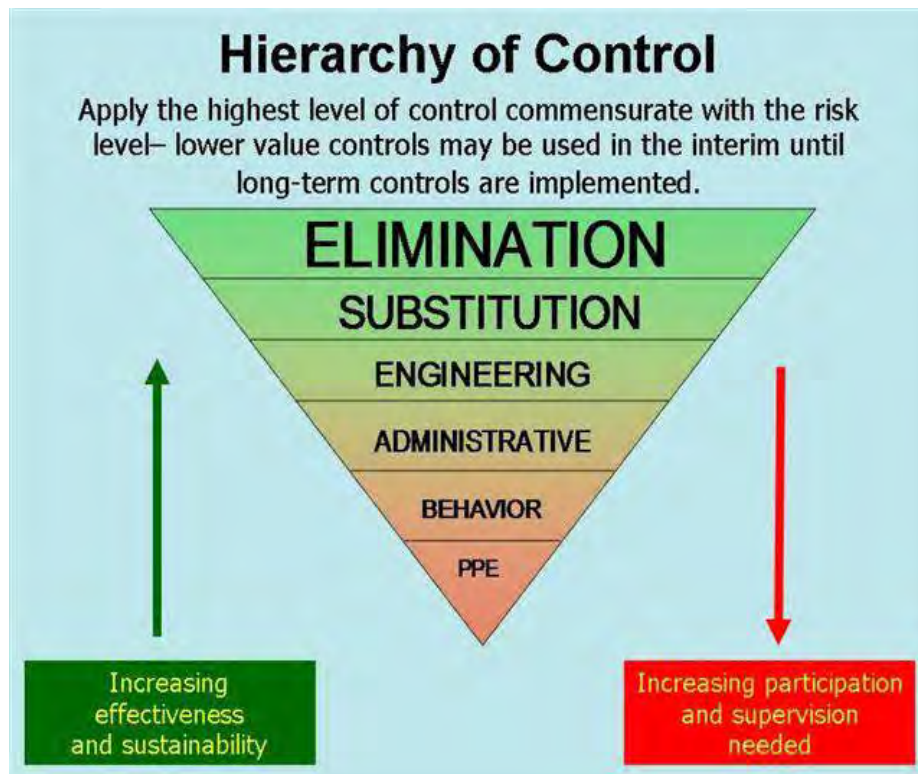 Hierarchy of Control
Apply the highest level of control commensurate with the risk
level– lower value controls may be used in the interim until
long-term controls are implemented.
ELIMINATION
SUBSTITUTION
ENGINEERING
ADMINISTRATIVE
BEHAVIOR
PPE
Increasing
effectiveness
and sustainability
Increasing participation
and supervision
needed